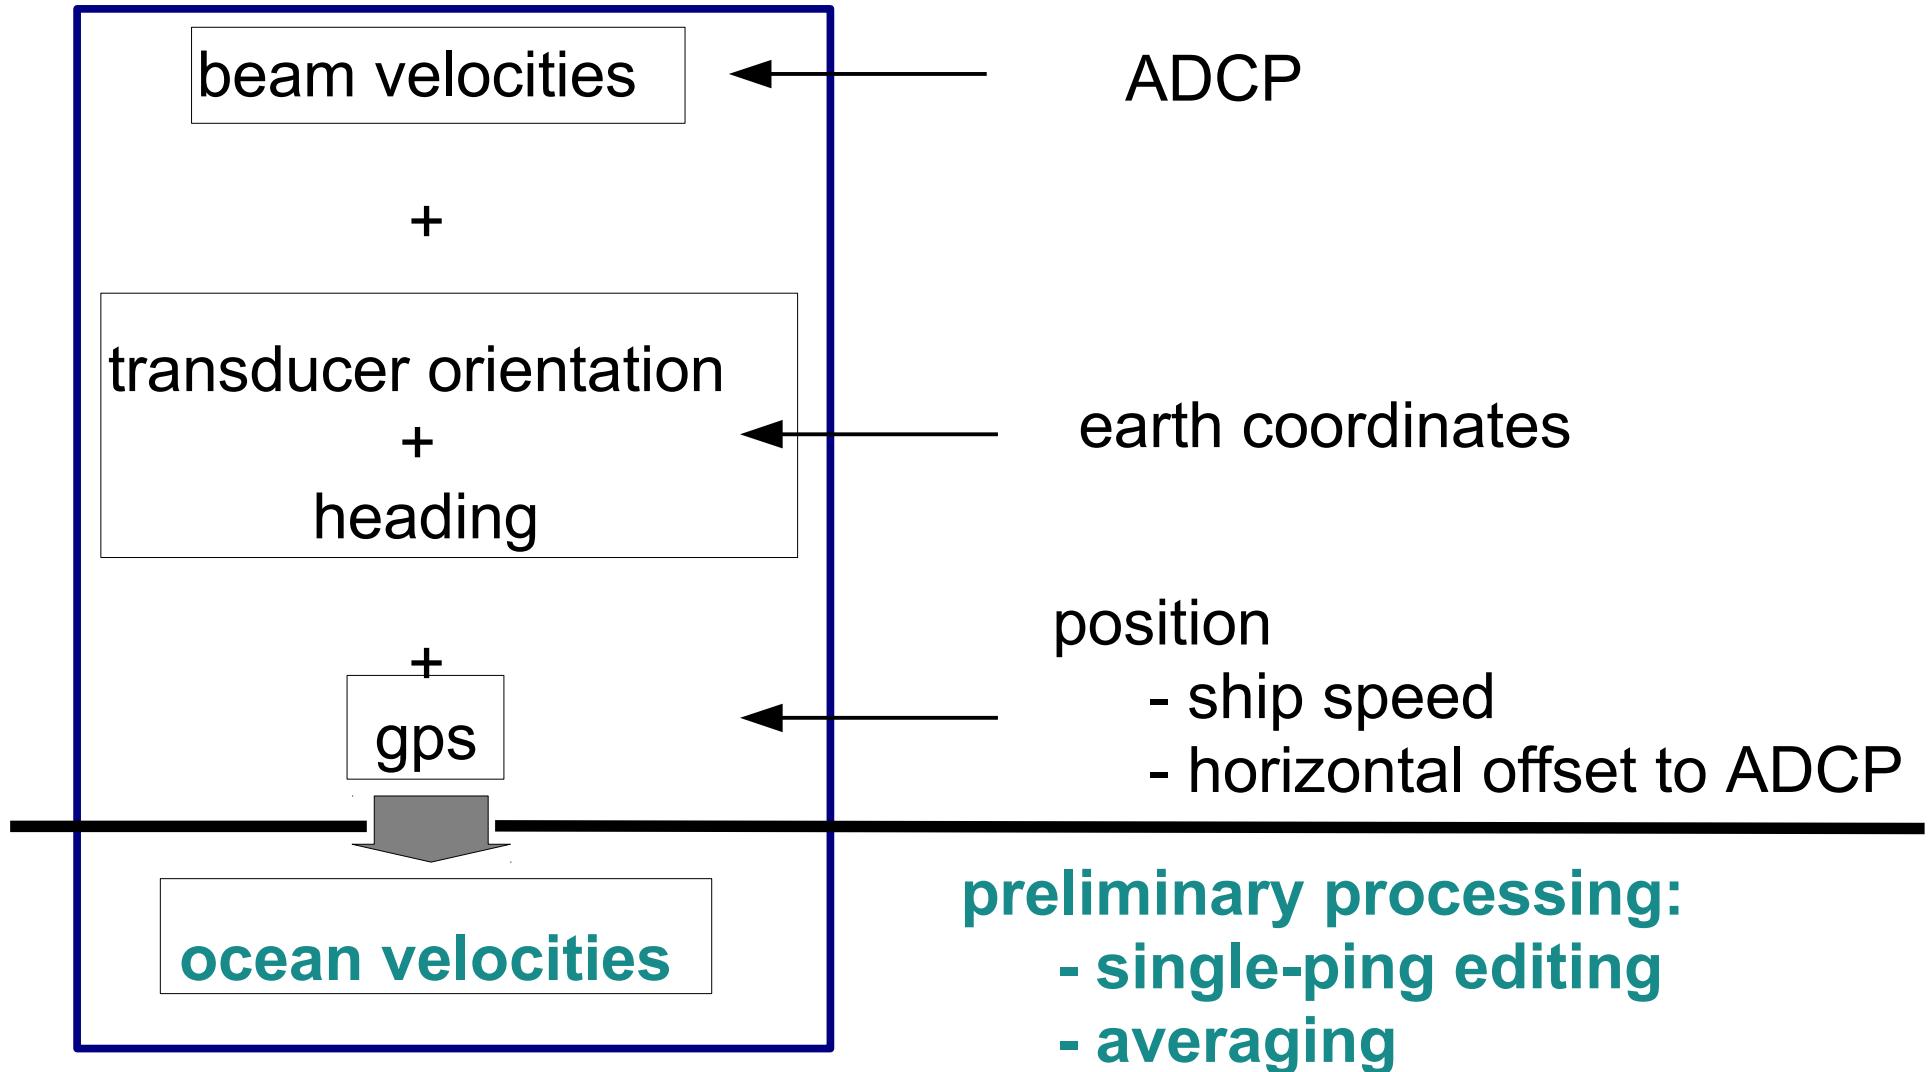 beam velocities
ADCP
+
transducer orientation
+
heading
earth coordinates
+
gps
position
- ship speed
- horizontal offset to ADCP
ocean velocities
preliminary processing:
- single-ping editing
- averaging